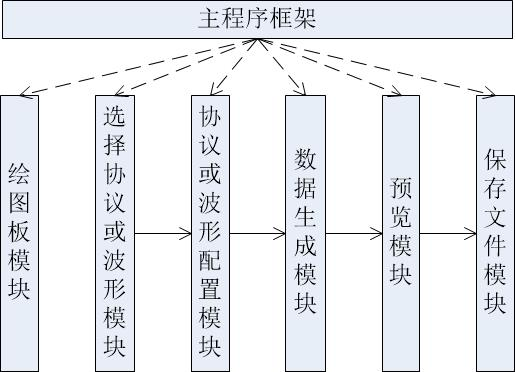 主程序框架
绘图板模块
选择协议或波形模块
协议或波形配置模块
数据生成模块
预览模块
保存文件模块